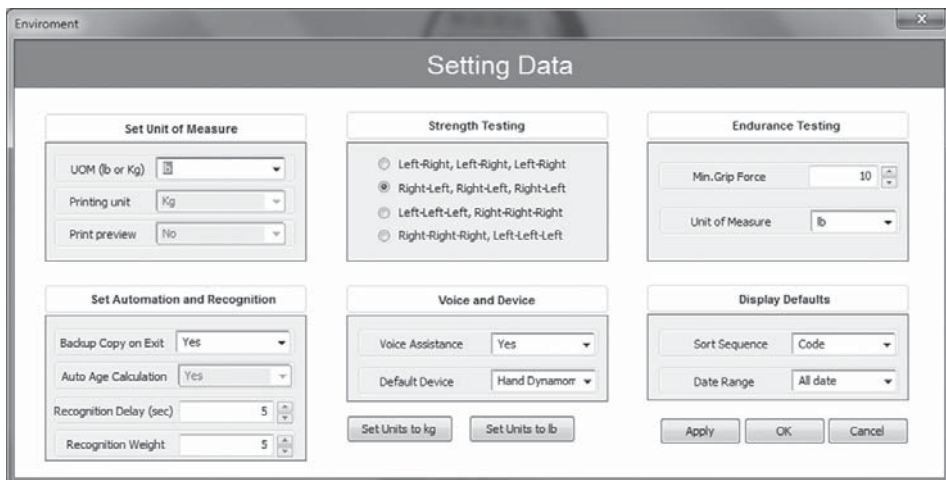 Enviroment
x
Setting Data
Set Unit of Measure
UOM (lb or Kg)
Printing unit Kg
Print preview No
Strength Testing
Left-Right, Left-Right, Left-Right
Right-Left, Right-Left, Right-Left
Left-Left-Left, Right-Right-Right
Right-Right-Right, Left-Left-Left
Endurance Testing
Min.Grip Force 10
Unit of Measure lb
Set Automation and Recognition
Backup Copy on Exit Yes
Auto Age Calculation Yes
Recognition Delay (sec) 5
Recognition Weight 5
Voice and Device
Voice Assistance Yes
Default Device Hand Dynamom
Set Units to kg Set Units to lb
Display Defaults
Sort Sequence Code
Date Range All date
Apply OK Cancel